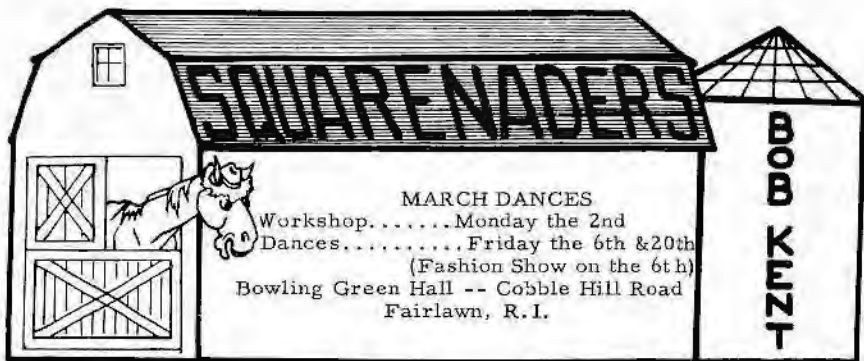 SQUARENADERS
MARCH DANCES
Workshop.......Monday the 2nd
Dances..........Friday the 6th &20th
(Fashion Show on the 6th)
Bowling Green Hall -- Cobble Hill Road
Fairlawn, R.I.
BOB KENT